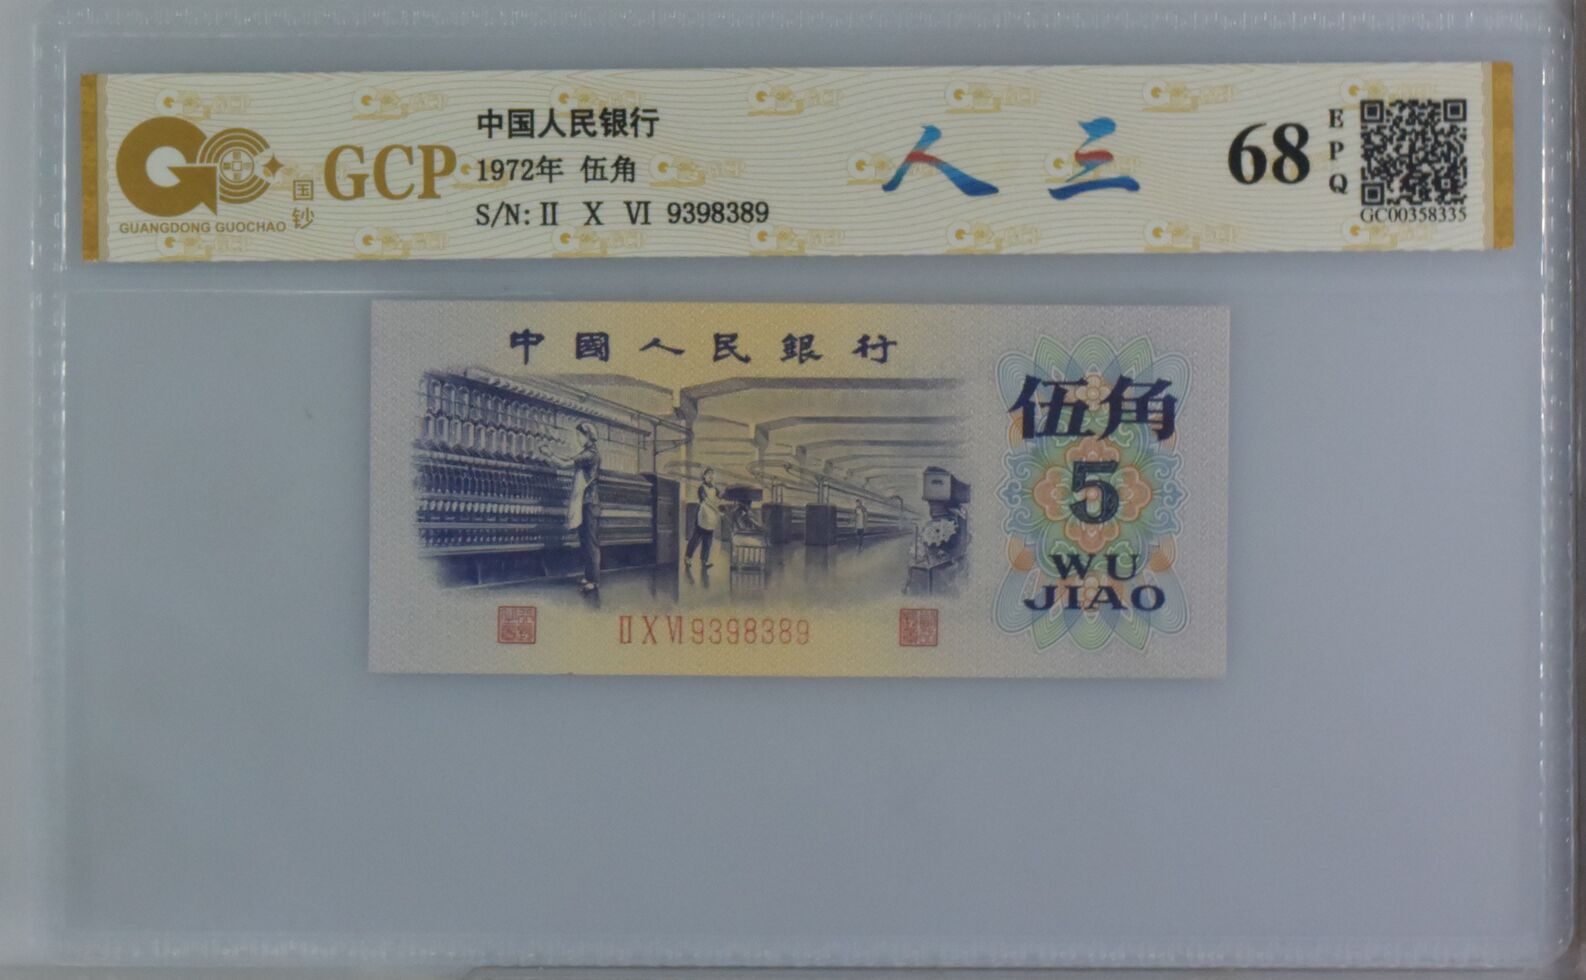 中国人民银行
1972年 伍角
S/N: II X VI 9398389
GCP
国钞
GUANGDONG GUOCHAO
人三
68
EPQ
GC00358335
中國人民銀行
伍角
5
WU
JIAO
II X VI 9398389